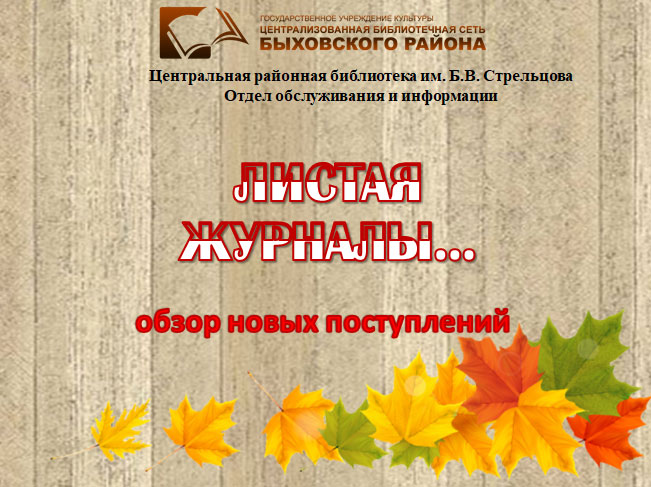 ГОСУДАРСТВЕННОЕ УЧРЕЖДЕНИЕ КУЛЬТУРЫ
ЦЕНТРАЛИЗОВАННАЯ БИБЛИОТЕЧНАЯ СЕТЬ
БЫХОВСКОГО РАЙОНА
Центральная районная библиотека им. Б.В. Стрельцова
Отдел обслуживания и информации
ЛИСТАЯ
ЖУРНАЛЫ...
обзор новых поступлений